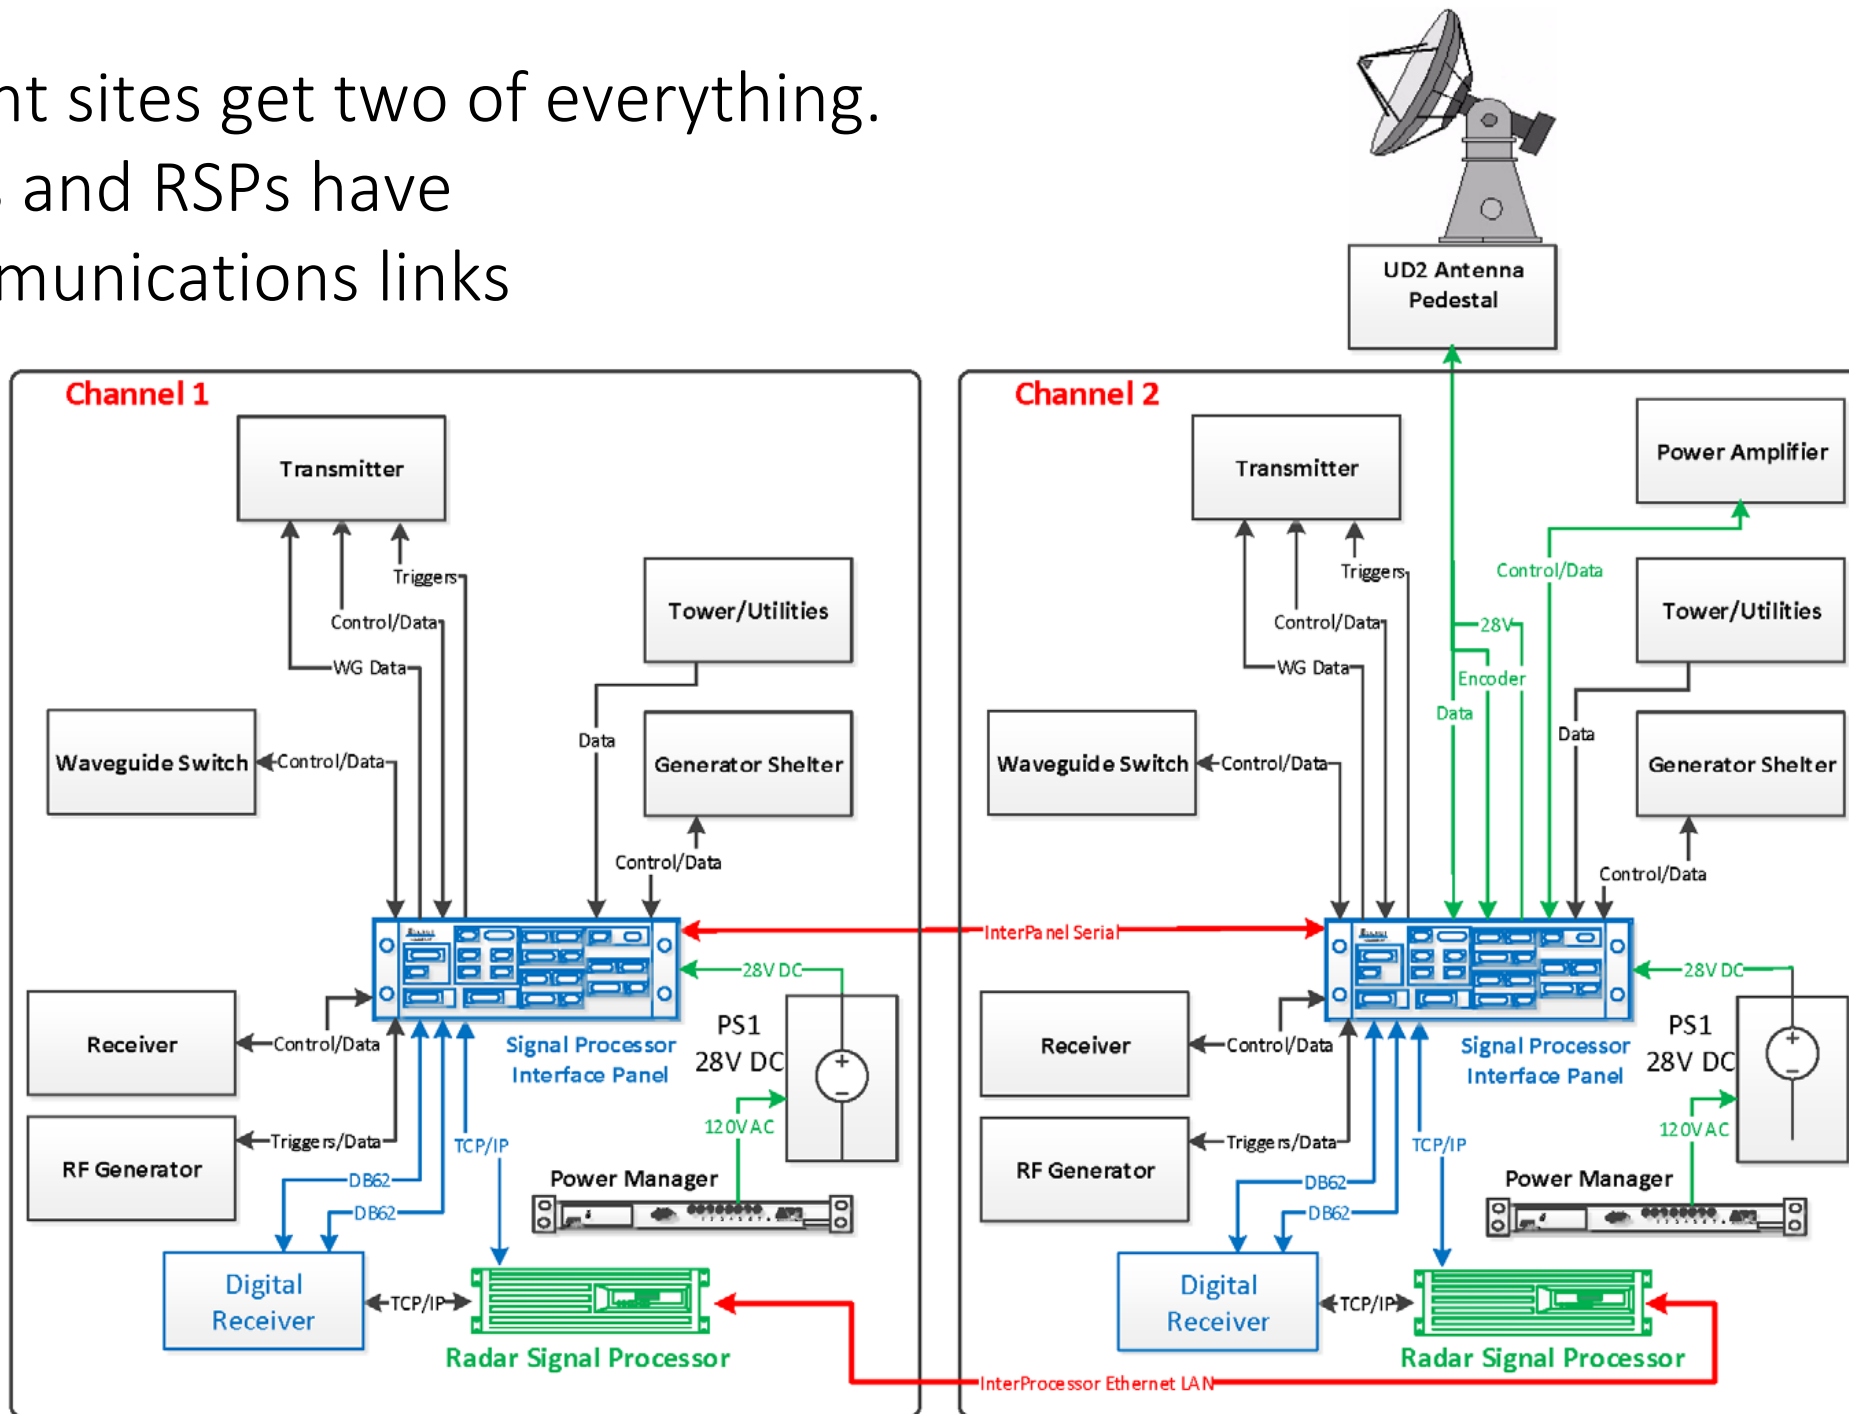 nt sites get two of everything.
s and RSPs have
munications links
UD2 Antenna
Pedestal
Channel 1
Transmitter
Triggers
Control/Data
WG Data
Tower/Utilities
Data
Waveguide Switch
Control/Data
Generator Shelter
Control/Data
28V DC
Receiver
Control/Data
Signal Processor
Interface Panel
PS1
28V DC
120V AC
RF Generator
Triggers/Data
DB62
DB62
TCP/IP
Power Manager
Digital
Receiver
TCP/IP
Radar Signal Processor
InterPanel Serial
InterProcessor Ethernet LAN
Channel 2
Transmitter
Power Amplifier
Triggers
Control/Data
WG Data
Control/Data
28V
Encoder
Data
Tower/Utilities
Data
Waveguide Switch
Control/Data
Generator Shelter
Control/Data
28V DC
Receiver
Control/Data
Signal Processor
Interface Panel
PS1
28V DC
120V AC
RF Generator
Triggers/Data
DB62
DB62
TCP/IP
Power Manager
Digital
Receiver
TCP/IP
Radar Signal Processor